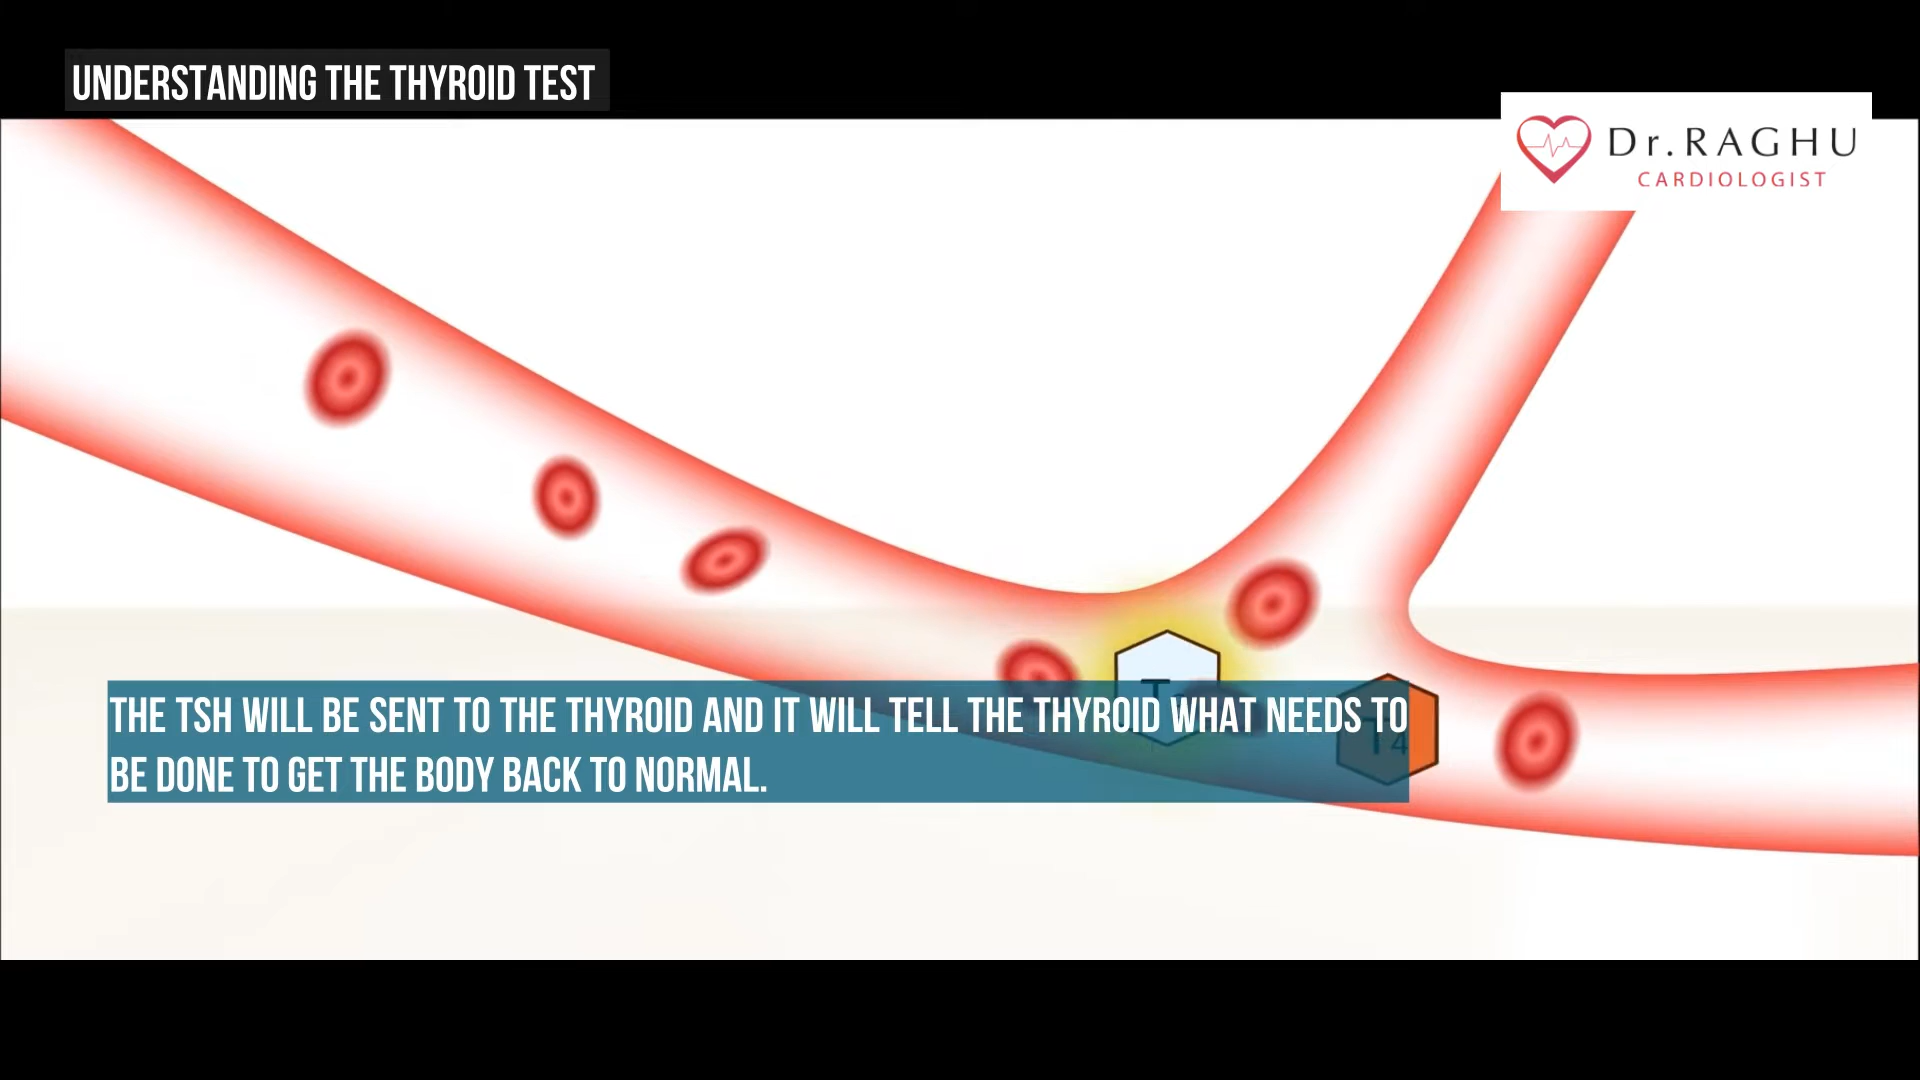 UNDERSTANDING THE THYROID TEST
Dr.RAGHU
CARDIOLOGIST
THE TSH WILL BE SENT TO THE THYROID AND IT WILL TELL THE THYROID WHAT NEEDS TO
BE DONE TO GET THE BODY BACK TO NORMAL.
T4